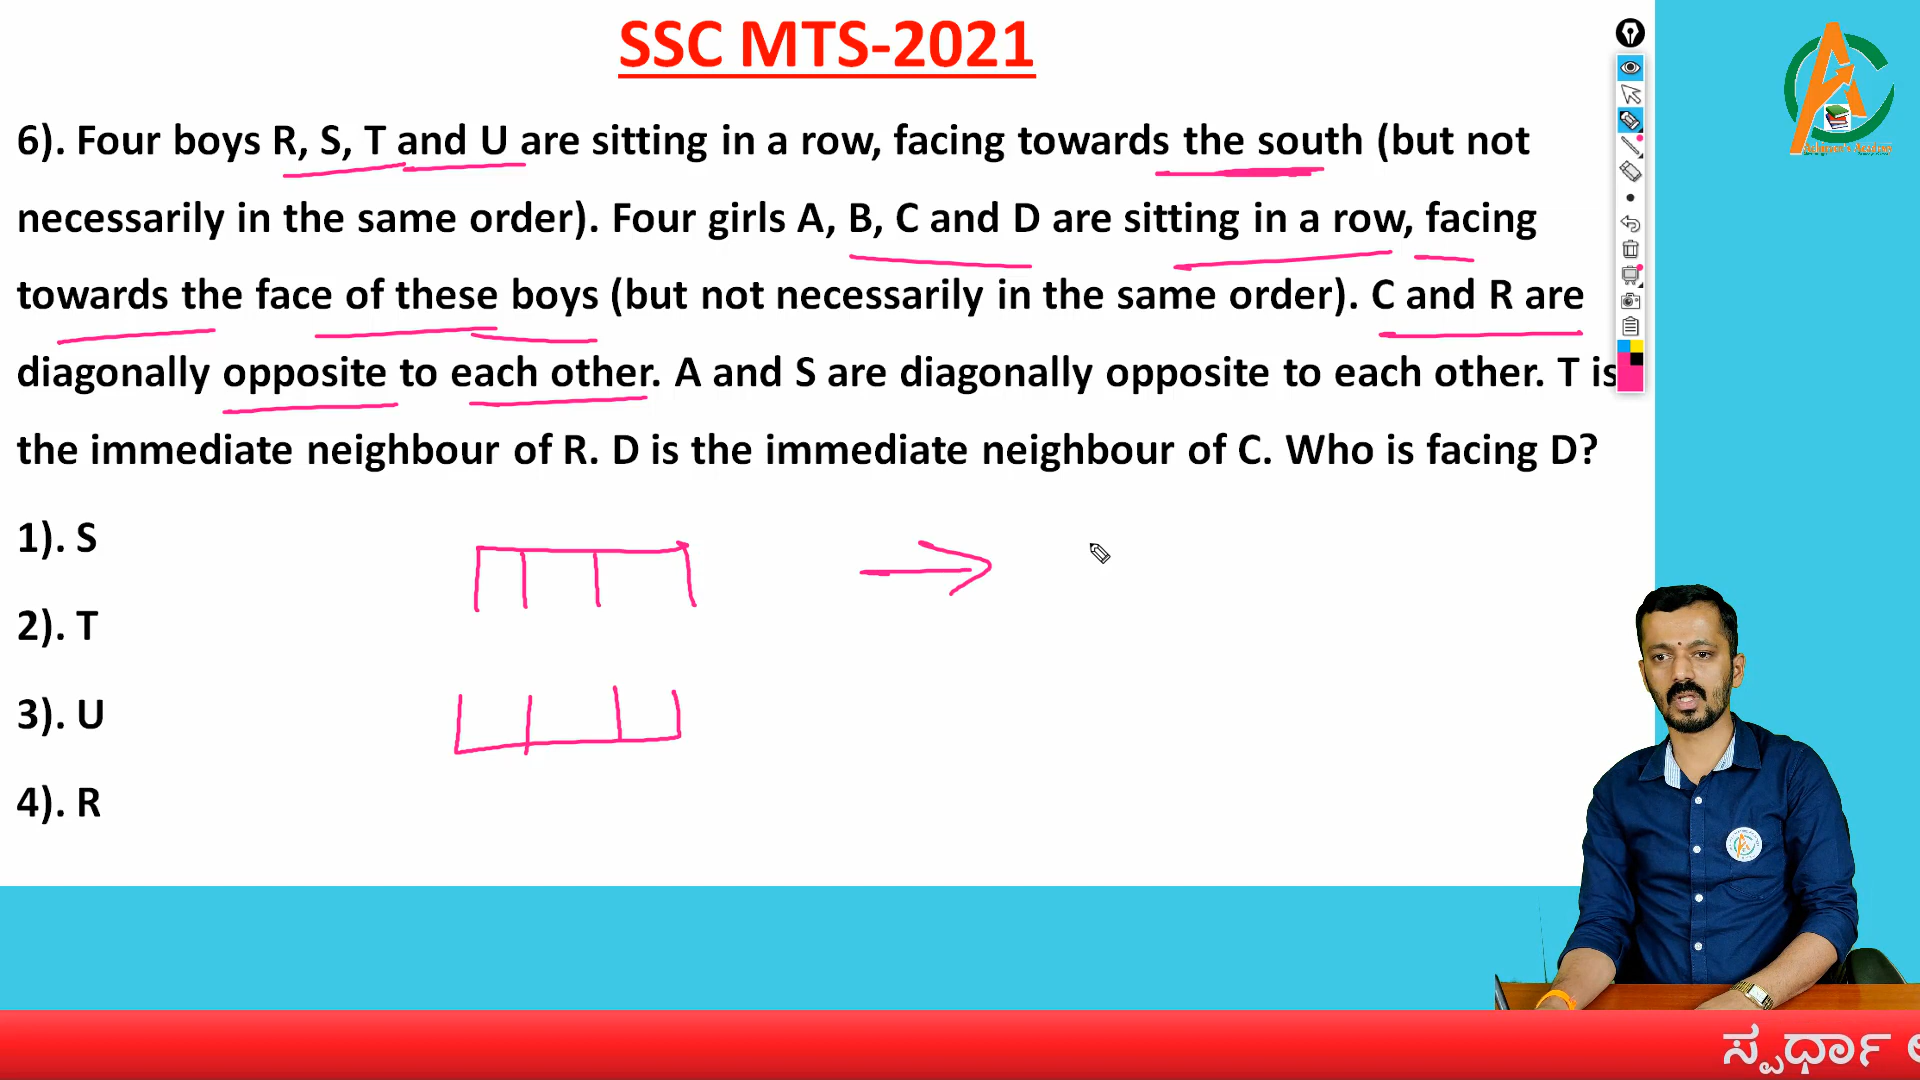 SSC MTS-2021
6). Four boys R, S, T and U are sitting in a row, facing towards the south (but not
necessarily in the same order). Four girls A, B, C and D are sitting in a row, facing
towards the face of these boys (but not necessarily in the same order). C and R are
diagonally opposite to each other. A and S are diagonally opposite to each other. T is
the immediate neighbour of R. D is the immediate neighbour of C. Who is facing D?
1). S
2). T
3). U
4). R
ಸ್ಪರ್ಧಾ